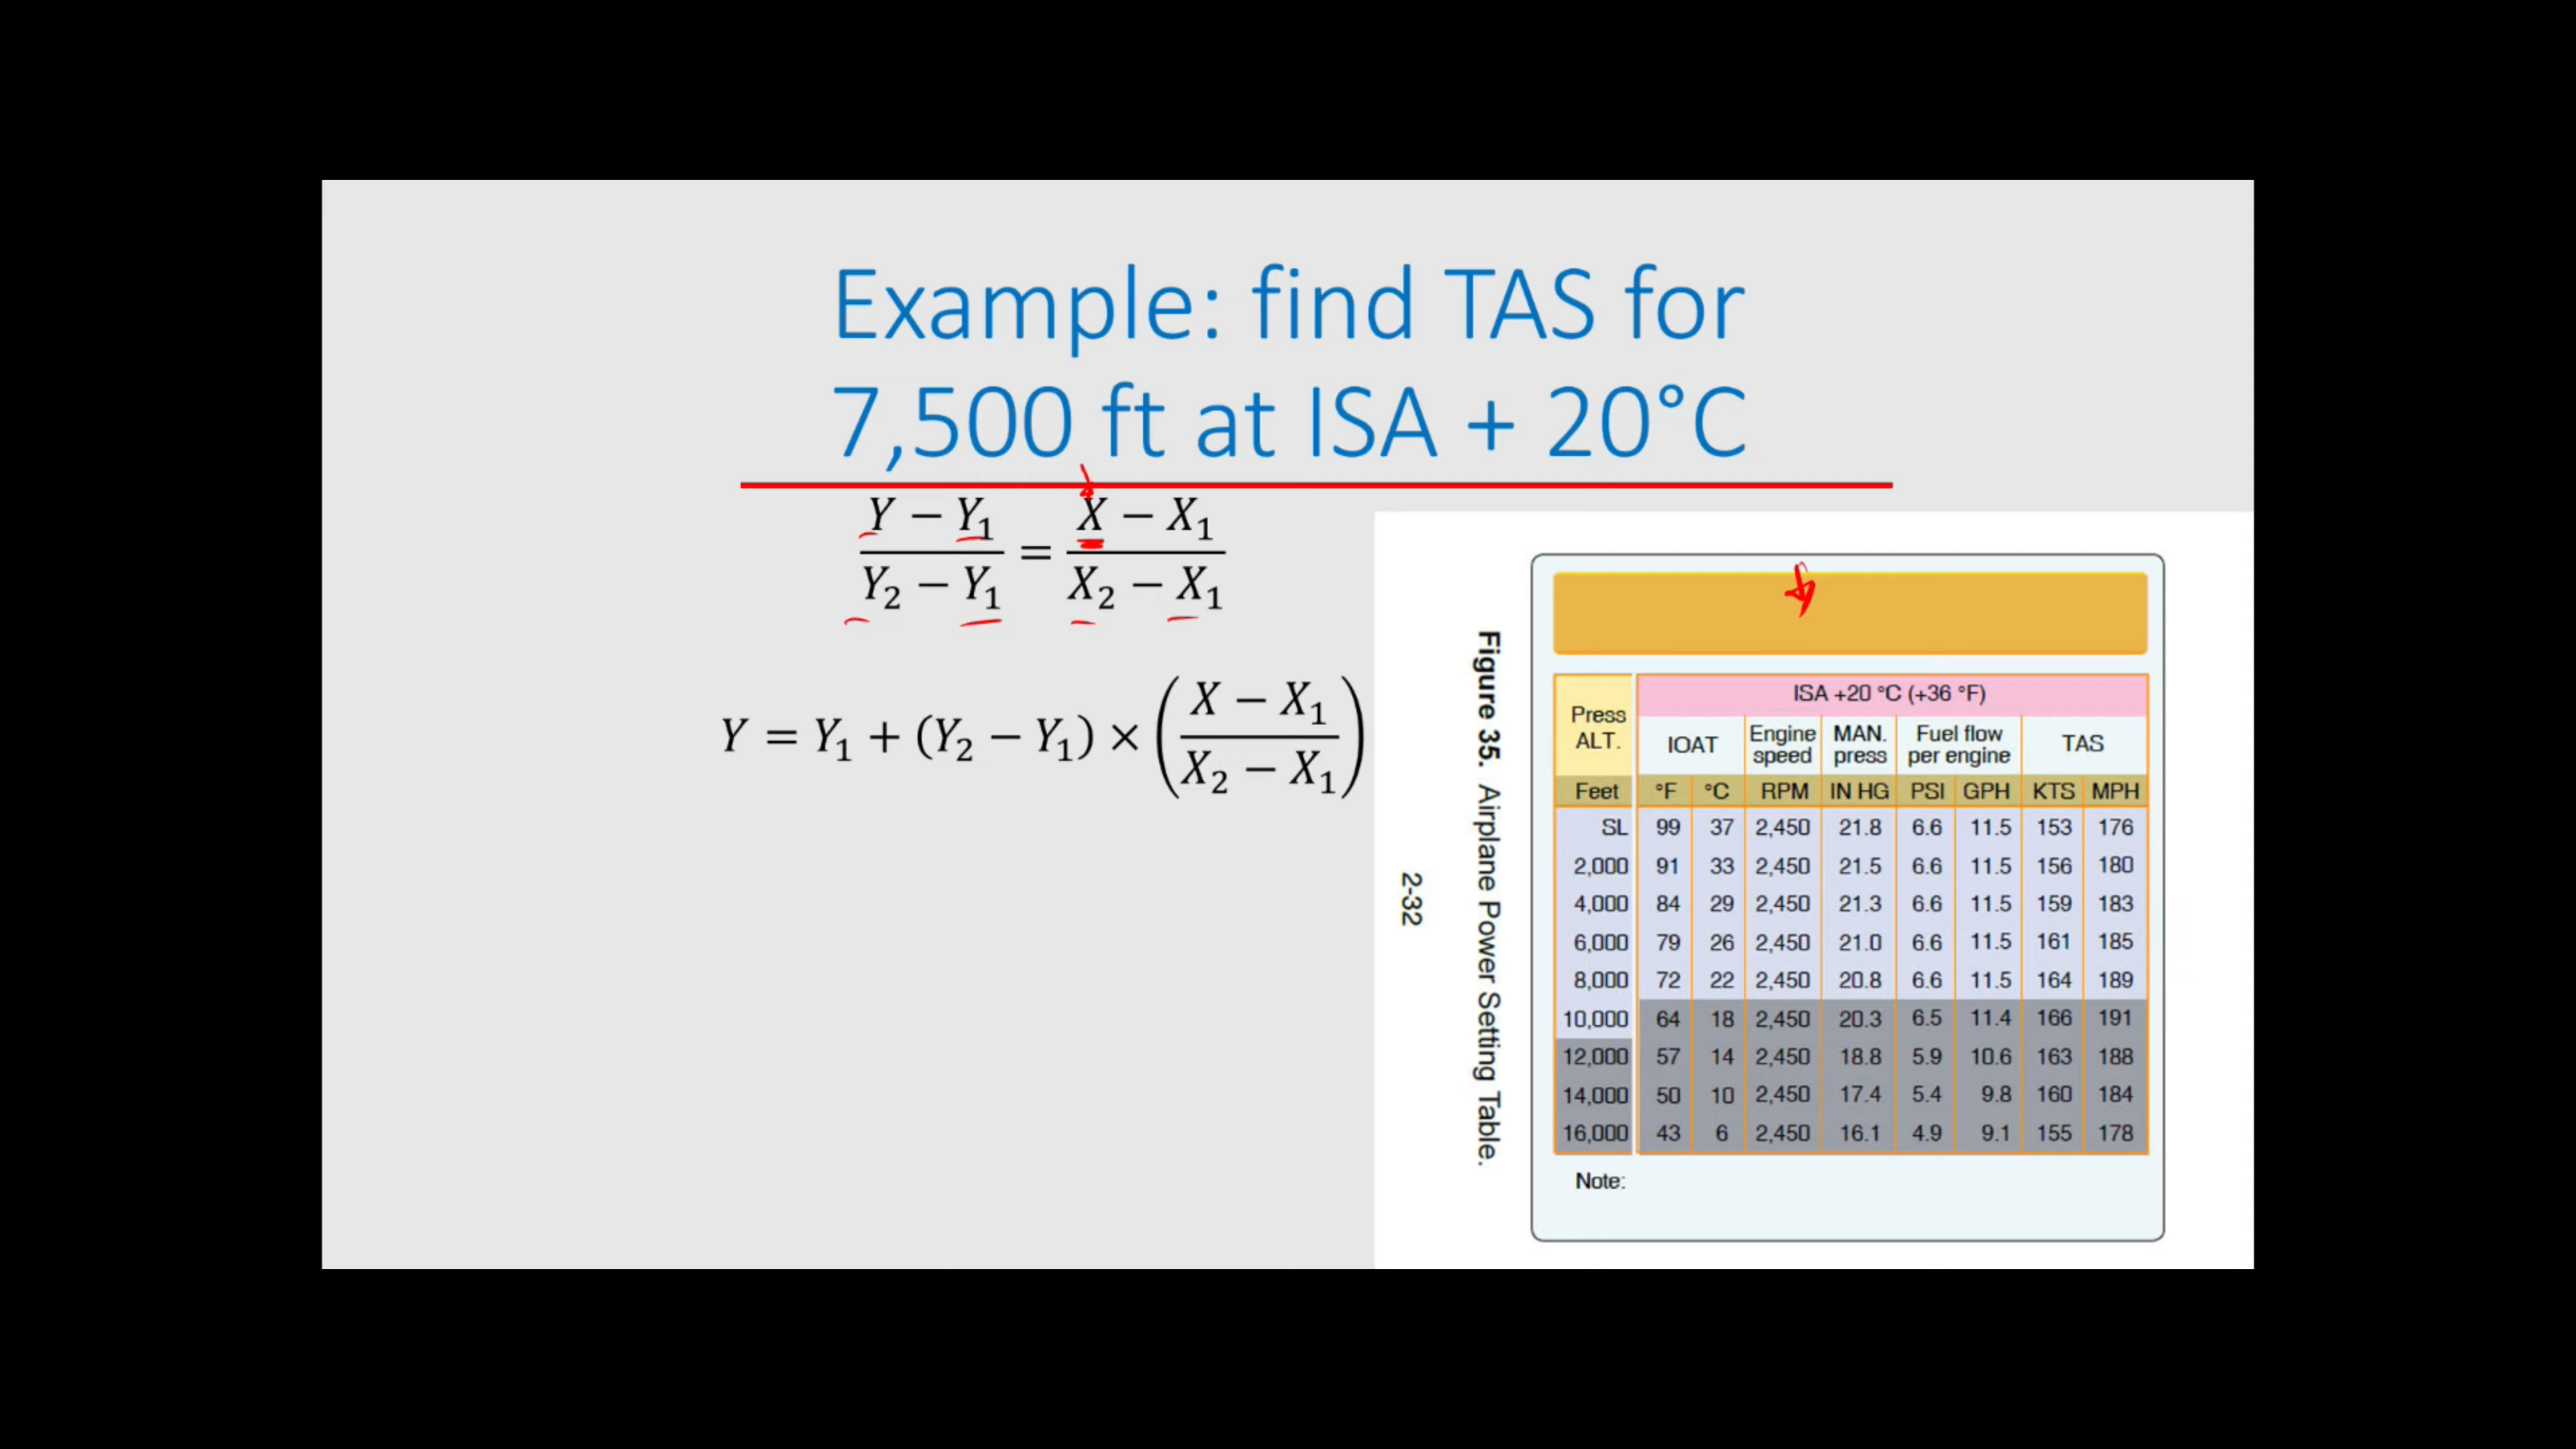 Example: find TAS for
7,500 ft at ISA + 20°C
Y − Y₁ / Y₂ − Y₁ = X − X₁ / X₂ − X₁
Y = Y₁ + (Y₂ − Y₁) × (X − X₁ / X₂ − X₁)
2-32
Figure 35. Airplane Power Setting Table.
ISA +20 °C (+36 °F)
Press ALT. IOAT Engine speed MAN. press Fuel flow per engine TAS
Feet °F °C RPM IN HG PSI GPH KTS MPH
SL 99 37 2,450 21.8 6.6 11.5 153 176
2,000 91 33 2,450 21.5 6.6 11.5 156 180
4,000 84 29 2,450 21.3 6.6 11.5 159 183
6,000 79 26 2,450 21.0 6.6 11.5 161 185
8,000 72 22 2,450 20.8 6.6 11.5 164 189
10,000 64 18 2,450 20.3 6.5 11.4 166 191
12,000 57 14 2,450 18.8 5.9 10.6 163 188
14,000 50 10 2,450 17.4 5.4 9.8 160 184
16,000 43 6 2,450 16.1 4.9 9.1 155 178
Note: